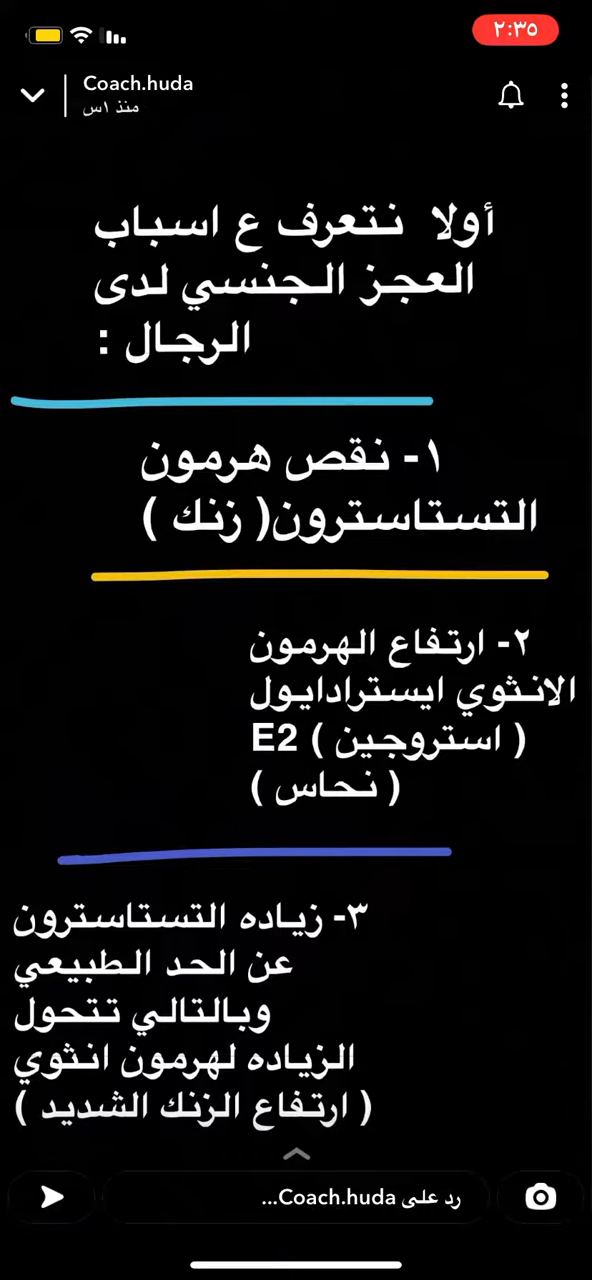 ٢:٣٥
Coach.huda
منذ ١س
أولا نتعرف ع اسباب
العجز الجنسي لدى
الرجال :
١- نقص هرمون
التستاسترون( زنك )
٢- ارتفاع الهرمون
الانثوي ايسترادايول
E2 ( استروجين )
( نحاس )
٣- زياده التستاسترون
عن الحد الطبيعي
وبالتالي تتحول
الزياده لهرمون انثوي
( ارتفاع الزنك الشديد )
رد على Coach.huda...